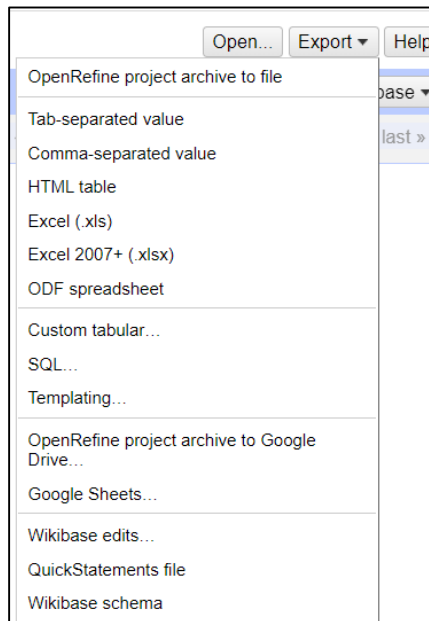 Open... Export ▾ Help
OpenRefine project archive to file
base ▾
Tab-separated value
last »
Comma-separated value
HTML table
Excel (.xls)
Excel 2007+ (.xlsx)
ODF spreadsheet
Custom tabular...
SQL...
Templating...
OpenRefine project archive to Google
Drive...
Google Sheets...
Wikibase edits...
QuickStatements file
Wikibase schema